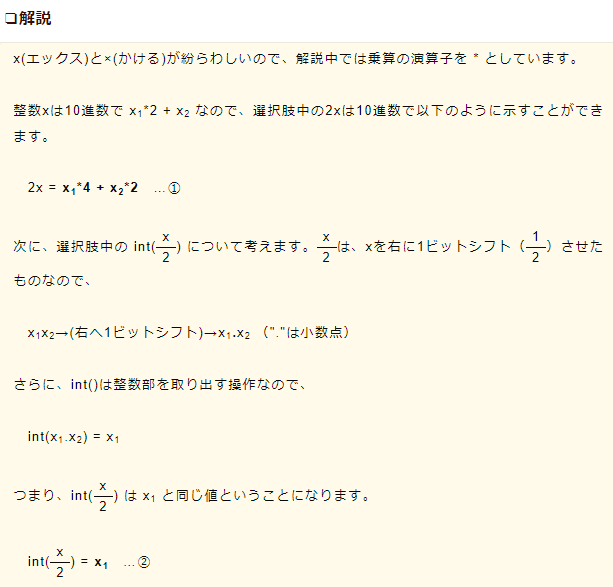 ❏解説
x(エックス)と×(かける)が紛らわしいので、解説中では乗算の演算子を * としています。
整数xは10進数で x₁*2 + x₂ なので、選択肢中の2xは10進数で以下のように示すことができ
ます。
2x = x₁*4 + x₂*2 …①
次に、選択肢中の int(x/2) について考えます。x/2は、xを右に1ビットシフト（1/2）させた
ものなので、
x₁x₂→(右へ1ビットシフト)→x₁.x₂ （"."は小数点）
さらに、int()は整数部を取り出す操作なので、
int(x₁.x₂) = x₁
つまり、int(x/2) は x₁ と同じ値ということになります。
int(x/2) = x₁ …②